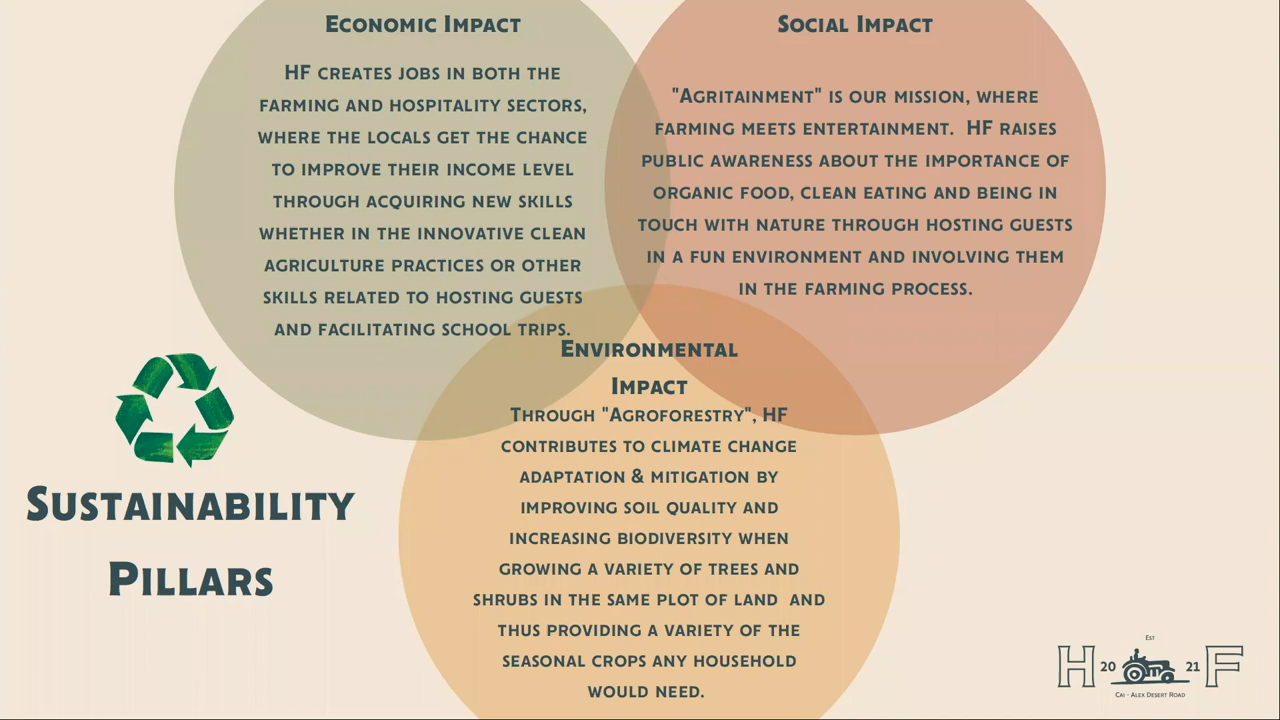 Economic Impact
HF creates jobs in both the
farming and hospitality sectors,
where the locals get the chance
to improve their income level
through acquiring new skills
whether in the innovative clean
agriculture practices or other
skills related to hosting guests
and facilitating school trips.
Social Impact
"Agritainment" is our mission, where
farming meets entertainment. HF raises
public awareness about the importance of
organic food, clean eating and being in
touch with nature through hosting guests
in a fun environment and involving them
in the farming process.
Environmental
Impact
Through "Agroforestry", HF
contributes to climate change
adaptation & mitigation by
improving soil quality and
increasing biodiversity when
growing a variety of trees and
shrubs in the same plot of land and
thus providing a variety of the
seasonal crops any household
would need.
Sustainability
Pillars
Est
H 20 21 F
Cai - Alex Desert Road